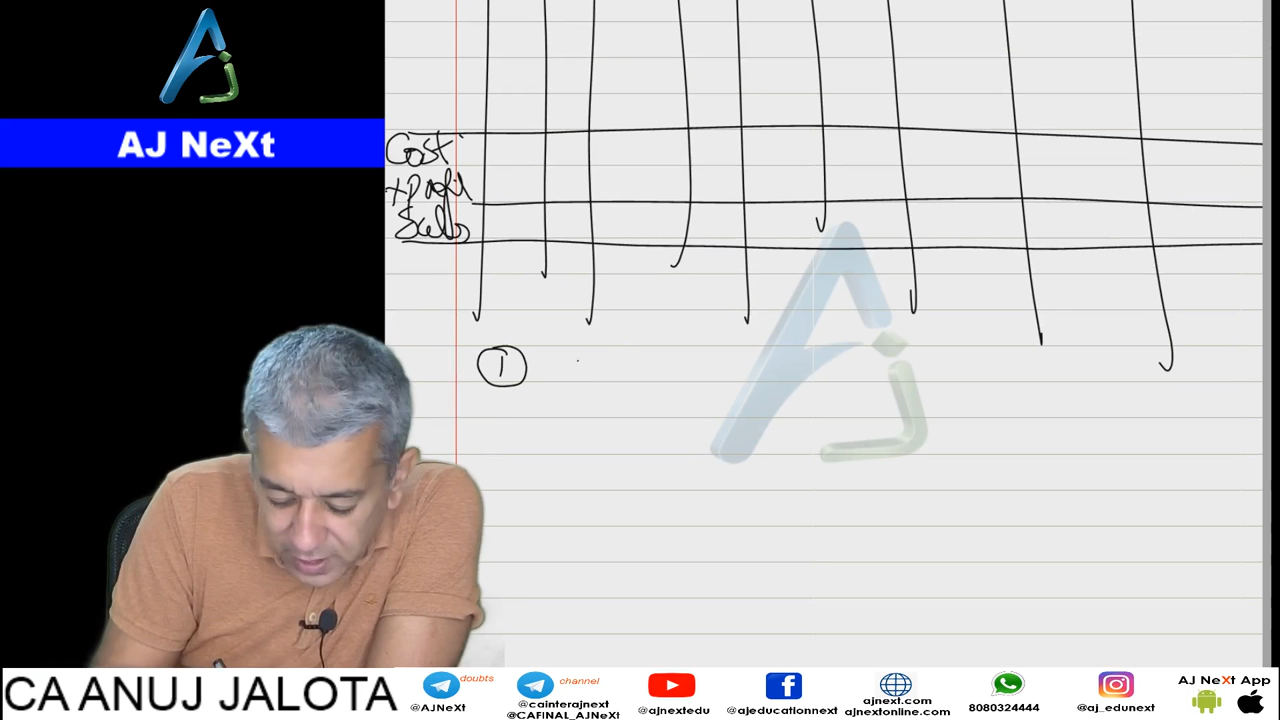 AJ NeXt
Cost
+Profit
Sales
1
CA ANUJ JALOTA
doubts
@AJNeXt
channel
@cainterajnext
@CAFINAL_AJNeXt
@ajnextedu
@ajeducationnext
ajnext.com
ajnextonline.com
8080324444
@aj_edunext
AJ NeXt App